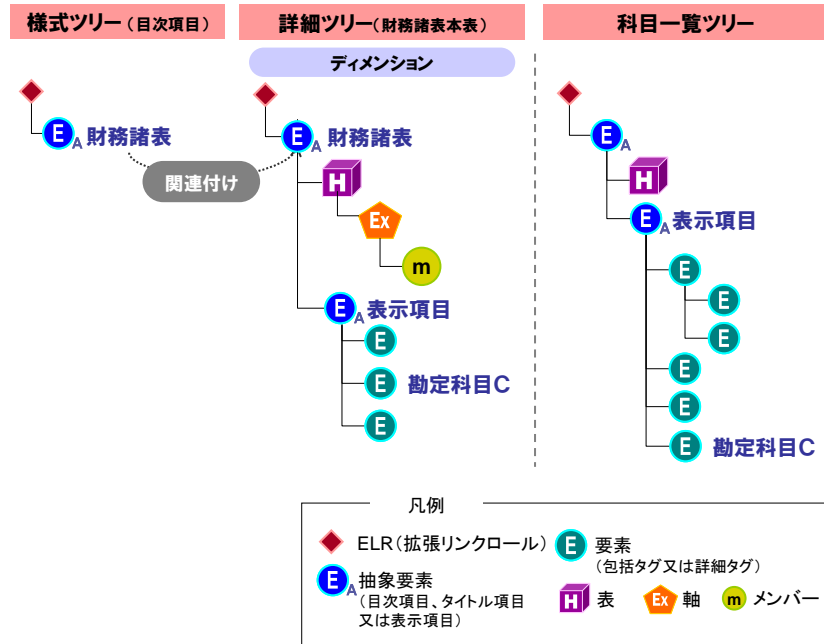 様式ツリー(目次項目)
詳細ツリー(財務諸表本表)
科目一覧ツリー
ディメンション
E A 財務諸表
関連付け
E A 財務諸表
H
Ex
m
E A 表示項目
E
E 勘定科目C
E
E A
H
E A 表示項目
E
E
E
E
E
E 勘定科目C
凡例
ELR(拡張リンクロール)
E 要素
(包括タグ又は詳細タグ)
E A 抽象要素
(目次項目、タイトル項目
又は表示項目)
H 表
Ex 軸
m メンバー